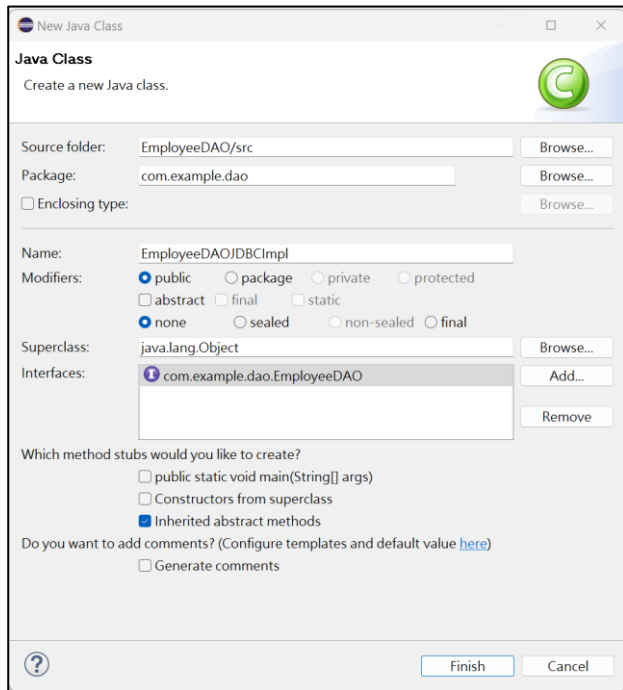 New Java Class
Java Class
Create a new Java class.
C
Source folder: EmployeeDAO/src Browse...
Package: com.example.dao Browse...
Enclosing type: Browse...
Name: EmployeeDAOJDBCImpl
Modifiers: public package private protected
abstract final static
none sealed non-sealed final
Superclass: java.lang.Object Browse...
Interfaces: I com.example.dao.EmployeeDAO Add...
Remove
Which method stubs would you like to create?
public static void main(String[] args)
Constructors from superclass
Inherited abstract methods
Do you want to add comments? (Configure templates and default value here)
Generate comments
? Finish Cancel